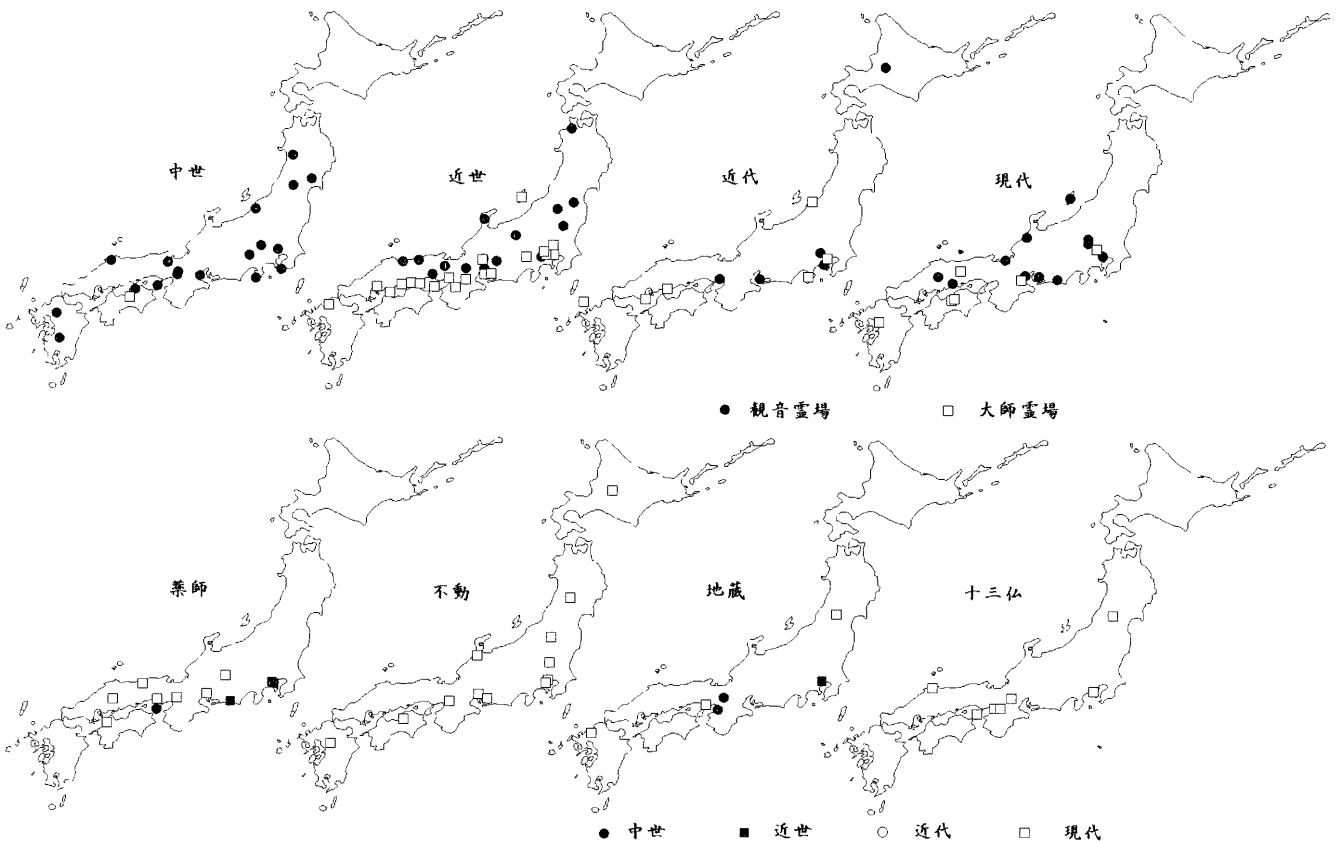 中世
近世
近代
現代
● 観音霊場 □ 大師霊場
薬師
不動
地蔵
十三仏
● 中世 ■ 近世 ○ 近代 □ 現代